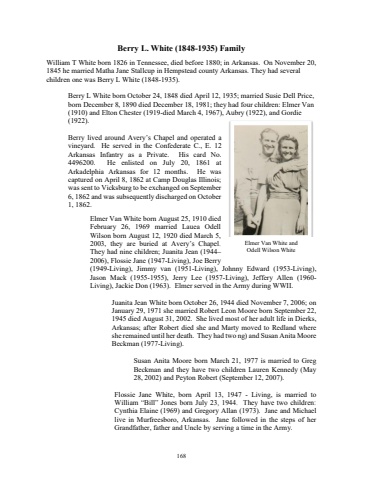 Berry L. White (1848-1935) Family
William T White born 1826 in Tennessee, died before 1880; in Arkansas. On November 20,
1845 he married Matha Jane Stallcup in Hempstead county Arkansas. They had several
children one was Berry L White (1848-1935).
Berry L White born October 24, 1848 died April 12, 1935; married Susie Dell Price,
born December 8, 1890 died December 18, 1981; they had four children: Elmer Van
(1910) and Elton Chester (1919-died March 4, 1967), Aubry (1922), and Gordie
(1922).
Berry lived around Avery's Chapel and operated a
vineyard. He served in the Confederate C., E. 12
Arkansas Infantry as a Private. His card No.
4496200. He enlisted on July 20, 1861 at
Arkadelphia Arkansas for 12 months. He was
captured on April 8, 1862 at Camp Douglas Illinois;
was sent to Vicksburg to be exchanged on September
6, 1862 and was subsequently discharged on October
1, 1862.
Elmer Van White and
Odell Wilson White
Elmer Van White born August 25, 1910 died
February 26, 1969 married Lauea Odell
Wilson born August 12, 1920 died March 5,
2003, they are buried at Avery's Chapel.
They had nine children; Juanita Jean (1944–
2006), Flossie Jane (1947-Living), Joe Berry
(1949-Living), Jimmy van (1951-Living), Johnny Edward (1953-Living),
Jason Mack (1955-1955), Jerry Lee (1957-Living), Jeffery Allen (1960-
Living), Jackie Don (1963). Elmer served in the Army during WWII.
Juanita Jean White born October 26, 1944 died November 7, 2006; on
January 29, 1971 she married Robert Leon Moore born September 22,
1945 died August 31, 2002. She lived most of her adult life in Dierks,
Arkansas; after Robert died she and Marty moved to Redland where
she remained until her death. They had two ng) and Susan Anita Moore
Beckman (1977-Living).
Susan Anita Moore born March 21, 1977 is married to Greg
Beckman and they have two children Lauren Kennedy (May
28, 2002) and Peyton Robert (September 12, 2007).
Flossie Jane White, born April 13, 1947 - Living, is married to
William "Bill" Jones born July 23, 1944. They have two children:
Cynthia Elaine (1969) and Gregory Allan (1973). Jane and Michael
live in Murfreesboro, Arkansas. Jane followed in the steps of her
Grandfather, father and Uncle by serving a time in the Army.
168